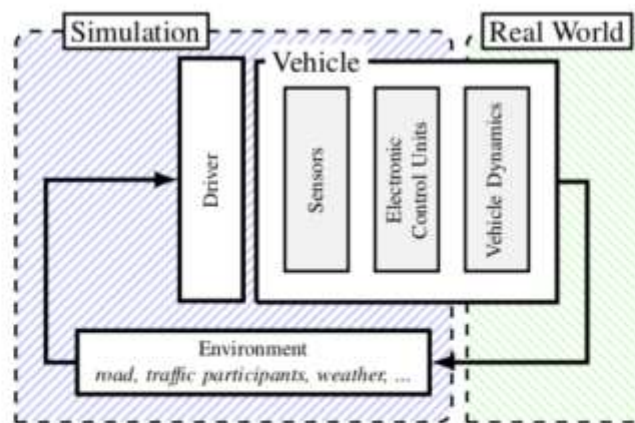 Simulation
Real World
Vehicle
Driver
Sensors
Electronic
Control Units
Vehicle Dynamics
Environment
road, traffic participants, weather, ...